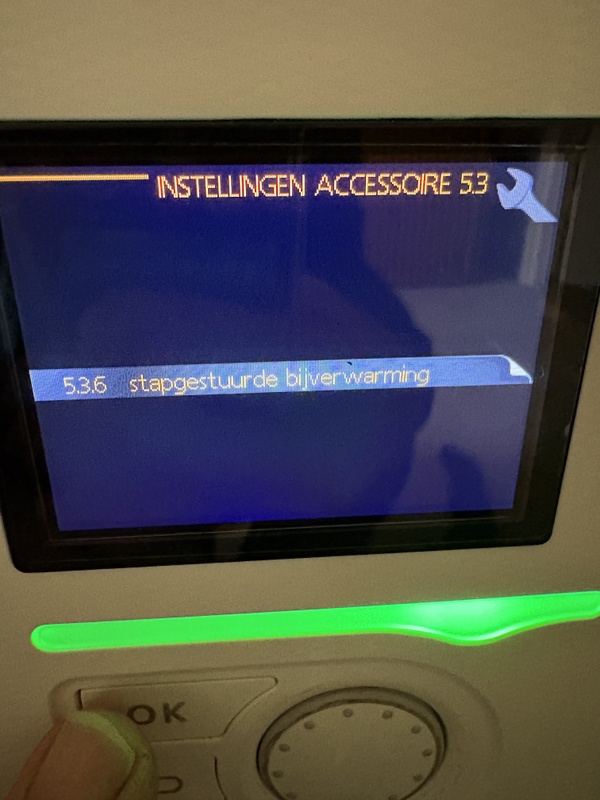 INSTELLINGEN ACCESSOIRE 5.3
5.3.6 stapgestuurde bijverwarming
OK